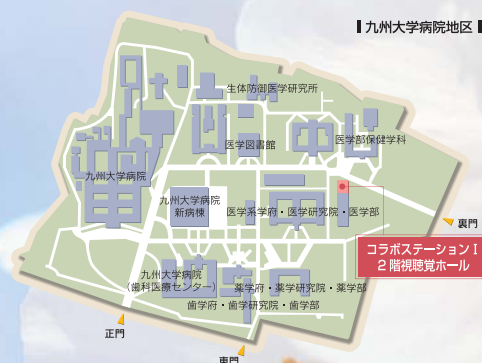 九州大学病院地区
生体防御医学研究所
医学図書館
医学部保健学科
九州大学病院
九州大学病院
新病棟
医学系学府・医学研究院・医学部
裏門
コラボステーションⅠ
2階視聴覚ホール
九州大学病院
(歯科医療センター)
薬学府・薬学研究院・薬学部
歯学府・歯学研究院・歯学部
正門
東門